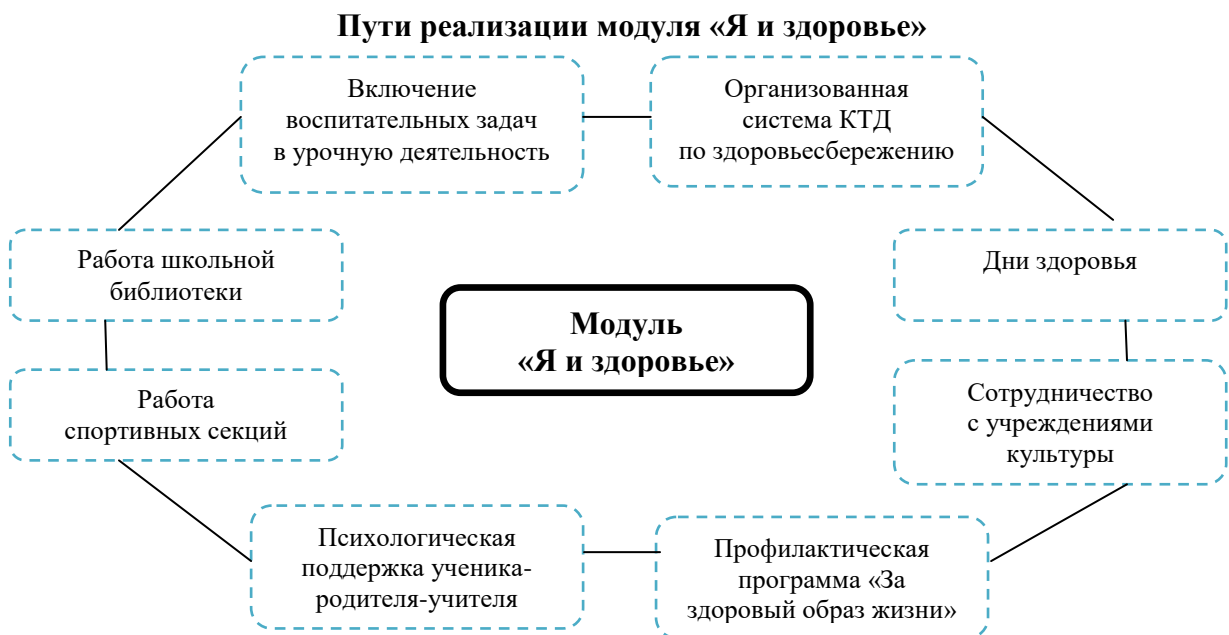 Пути реализации модуля «Я и здоровье»
Включение
воспитательных задач
в урочную деятельность
Организованная
система КТД
по здоровьесбережению
Работа школьной
библиотеки
Дни здоровья
Модуль
«Я и здоровье»
Работа
спортивных секций
Сотрудничество
с учреждениями
культуры
Психологическая
поддержка ученика-
родителя-учителя
Профилактическая
программа «За
здоровый образ жизни»